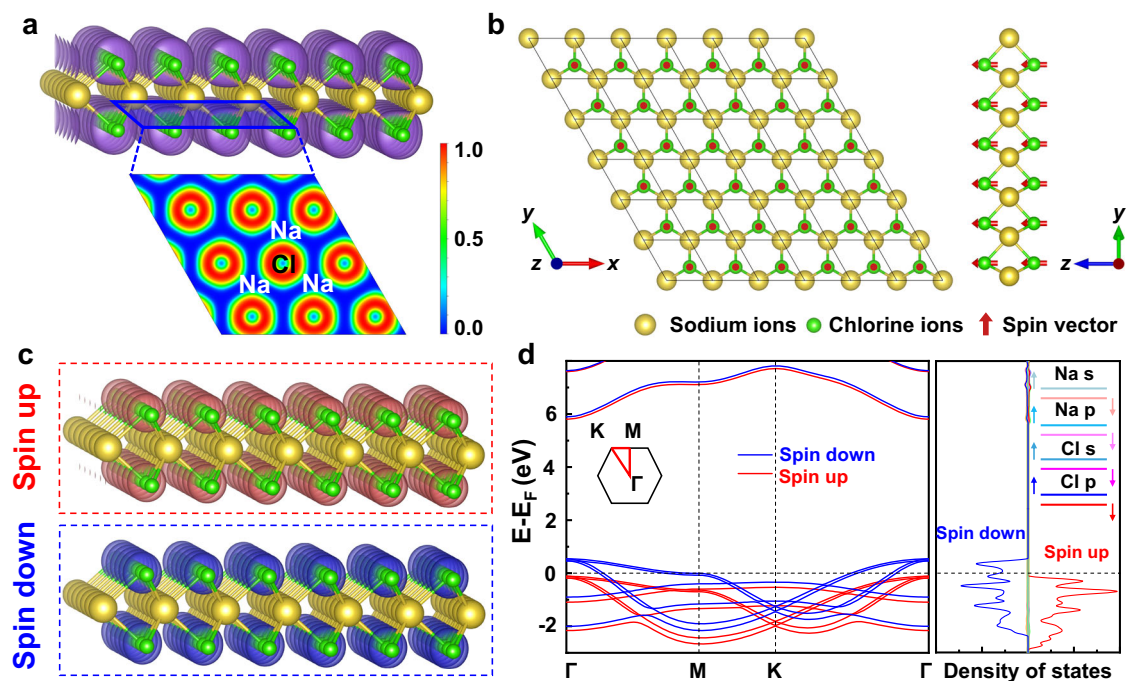 a
1.0
0.5
0.0
Na
Cl
Na
Na
b
y
z
x
y
z
Sodium ions
Chlorine ions
Spin vector
c
Spin up
Spin down
d
E-E_F (eV)
6
4
2
0
-2
K
M
Γ
Spin down
Spin up
Γ
M
K
Γ
Na s
Na p
Cl s
Cl p
Spin down
Spin up
Density of states